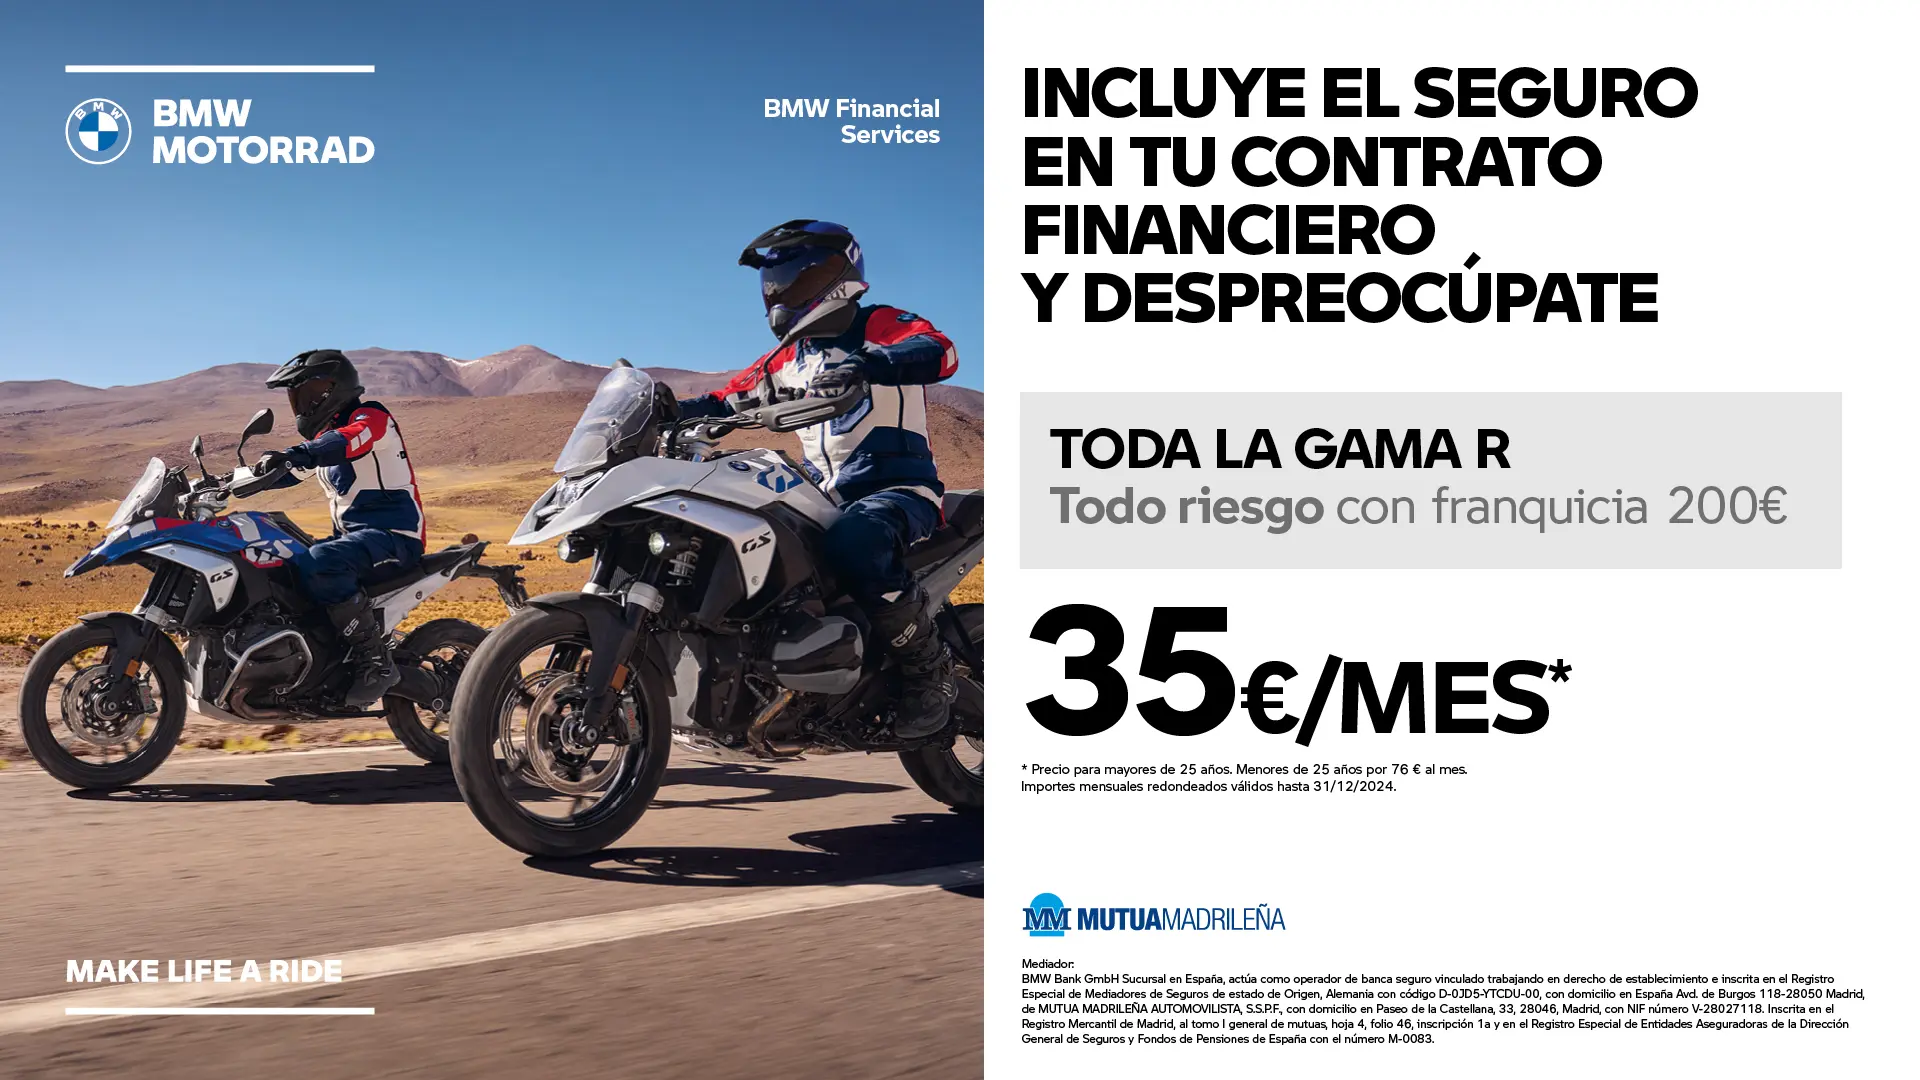 BMW
MOTORRAD
BMW Financial
Services
GS
GS
GS
GS
MAKE LIFE A RIDE
INCLUYE EL SEGURO
EN TU CONTRATO
FINANCIERO
Y DESPREOCÚPATE
TODA LA GAMA R
Todo riesgo con franquicia 200€
35€/MES*
* Precio para mayores de 25 años. Menores de 25 años por 76 € al mes.
Importes mensuales redondeados válidos hasta 31/12/2024.
MM MUTUAMADRILEÑA
Mediador:
BMW Bank GmbH Sucursal en España, actúa como operador de banca seguro vinculado trabajando en derecho de establecimiento e inscrita en el Registro
Especial de Mediadores de Seguros de estado de Origen, Alemania con código D-0JD5-YTCDU-00, con domicilio en España Avd. de Burgos 118-28050 Madrid,
de MUTUA MADRILEÑA AUTOMOVILISTA, S.S.P.F., con domicilio en Paseo de la Castellana, 33, 28046, Madrid, con NIF número V-28027118. Inscrita en el
Registro Mercantil de Madrid, al tomo I general de mutuas, hoja 4, folio 46, inscripción 1a y en el Registro Especial de Entidades Aseguradoras de la Dirección
General de Seguros y Fondos de Pensiones de España con el número M-0083.